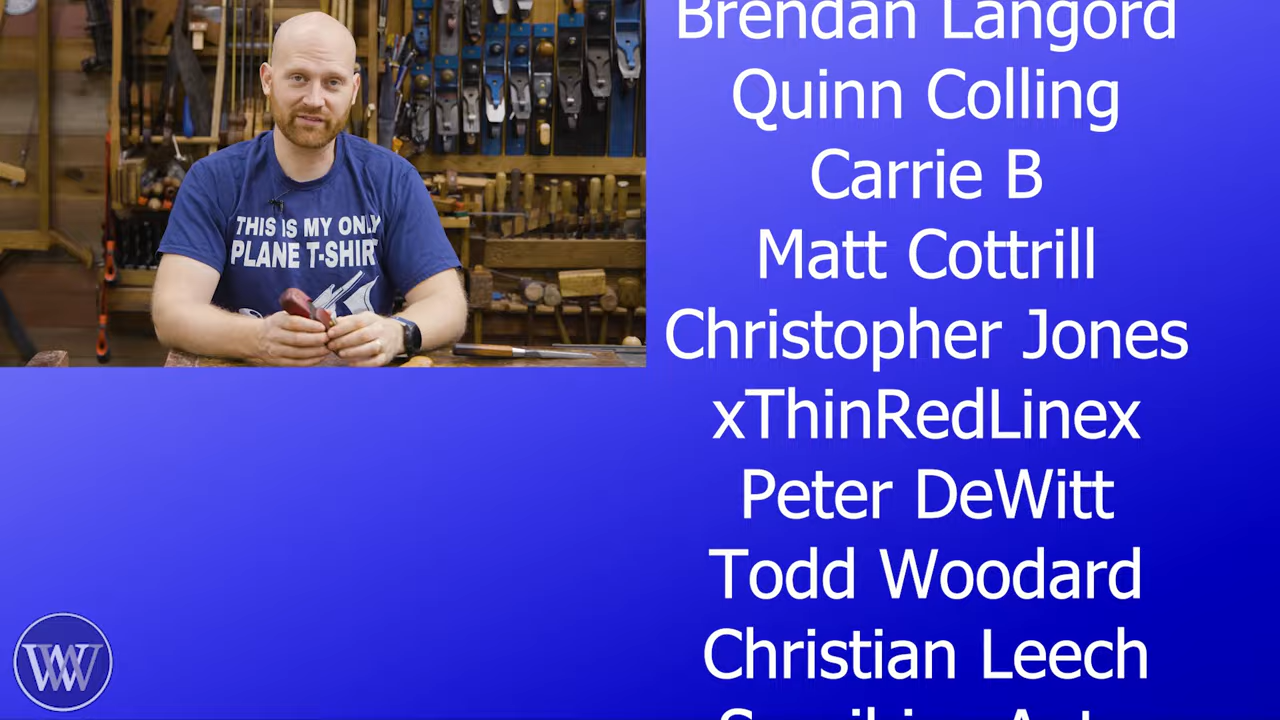 THIS IS MY ONLY
PLANE T-SHIRT
Brendan Langord
Quinn Colling
Carrie B
Matt Cottrill
Christopher Jones
xThinRedLinex
Peter DeWitt
Todd Woodard
Christian Leech
WW